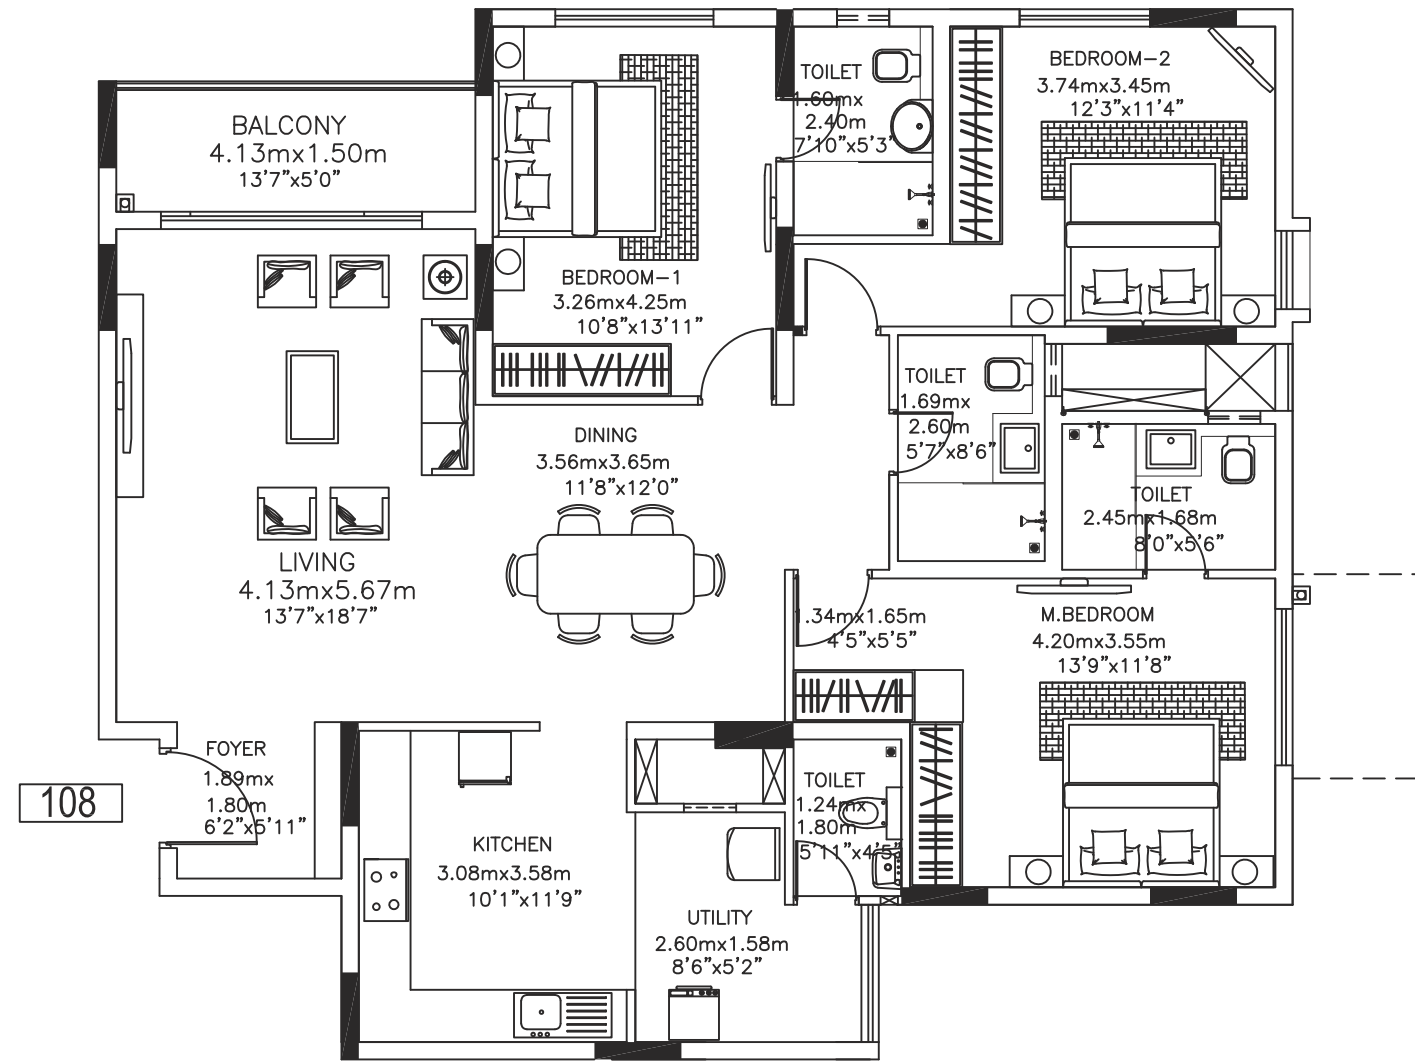 BALCONY
4.13mx1.50m
13'7"x5'0"
BEDROOM-1
3.26mx4.25m
10'8"x13'11"
TOILET
1.60mx
2.40m
7'10"x5'3"
BEDROOM-2
3.74mx3.45m
12'3"x11'4"
TOILET
1.69mx
2.60m
5'7"x8'6"
DINING
3.56mx3.65m
11'8"x12'0"
TOILET
2.45mx1.68m
8'0"x5'6"
LIVING
4.13mx5.67m
13'7"x18'7"
1.34mx1.65m
4'5"x5'5"
M.BEDROOM
4.20mx3.55m
13'9"x11'8"
FOYER
1.89mx
1.80m
6'2"x5'11"
108
KITCHEN
3.08mx3.58m
10'1"x11'9"
TOILET
1.24mx
1.80m
5'11"x4'5"
UTILITY
2.60mx1.58m
8'6"x5'2"